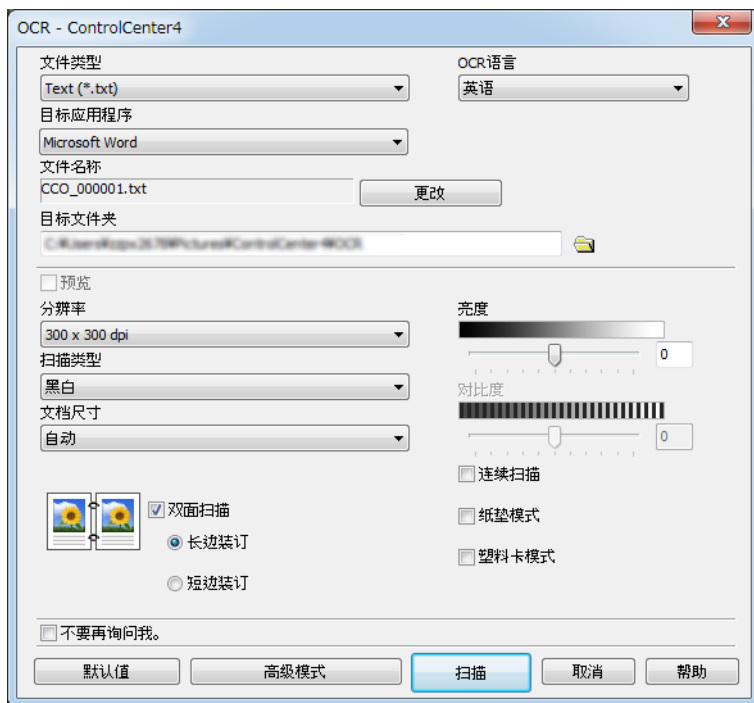 OCR - ControlCenter4
文件类型
OCR语言
Text (*.txt)
英语
目标应用程序
Microsoft Word
文件名称
CCO_000001.txt
更改
目标文件夹
预览
分辨率
亮度
300 x 300 dpi
0
扫描类型
黑白
对比度
文档尺寸
自动
0
连续扫描
双面扫描
纸垫模式
长边装订
塑料卡模式
短边装订
不要再询问我。
默认值 高级模式 扫描 取消 帮助